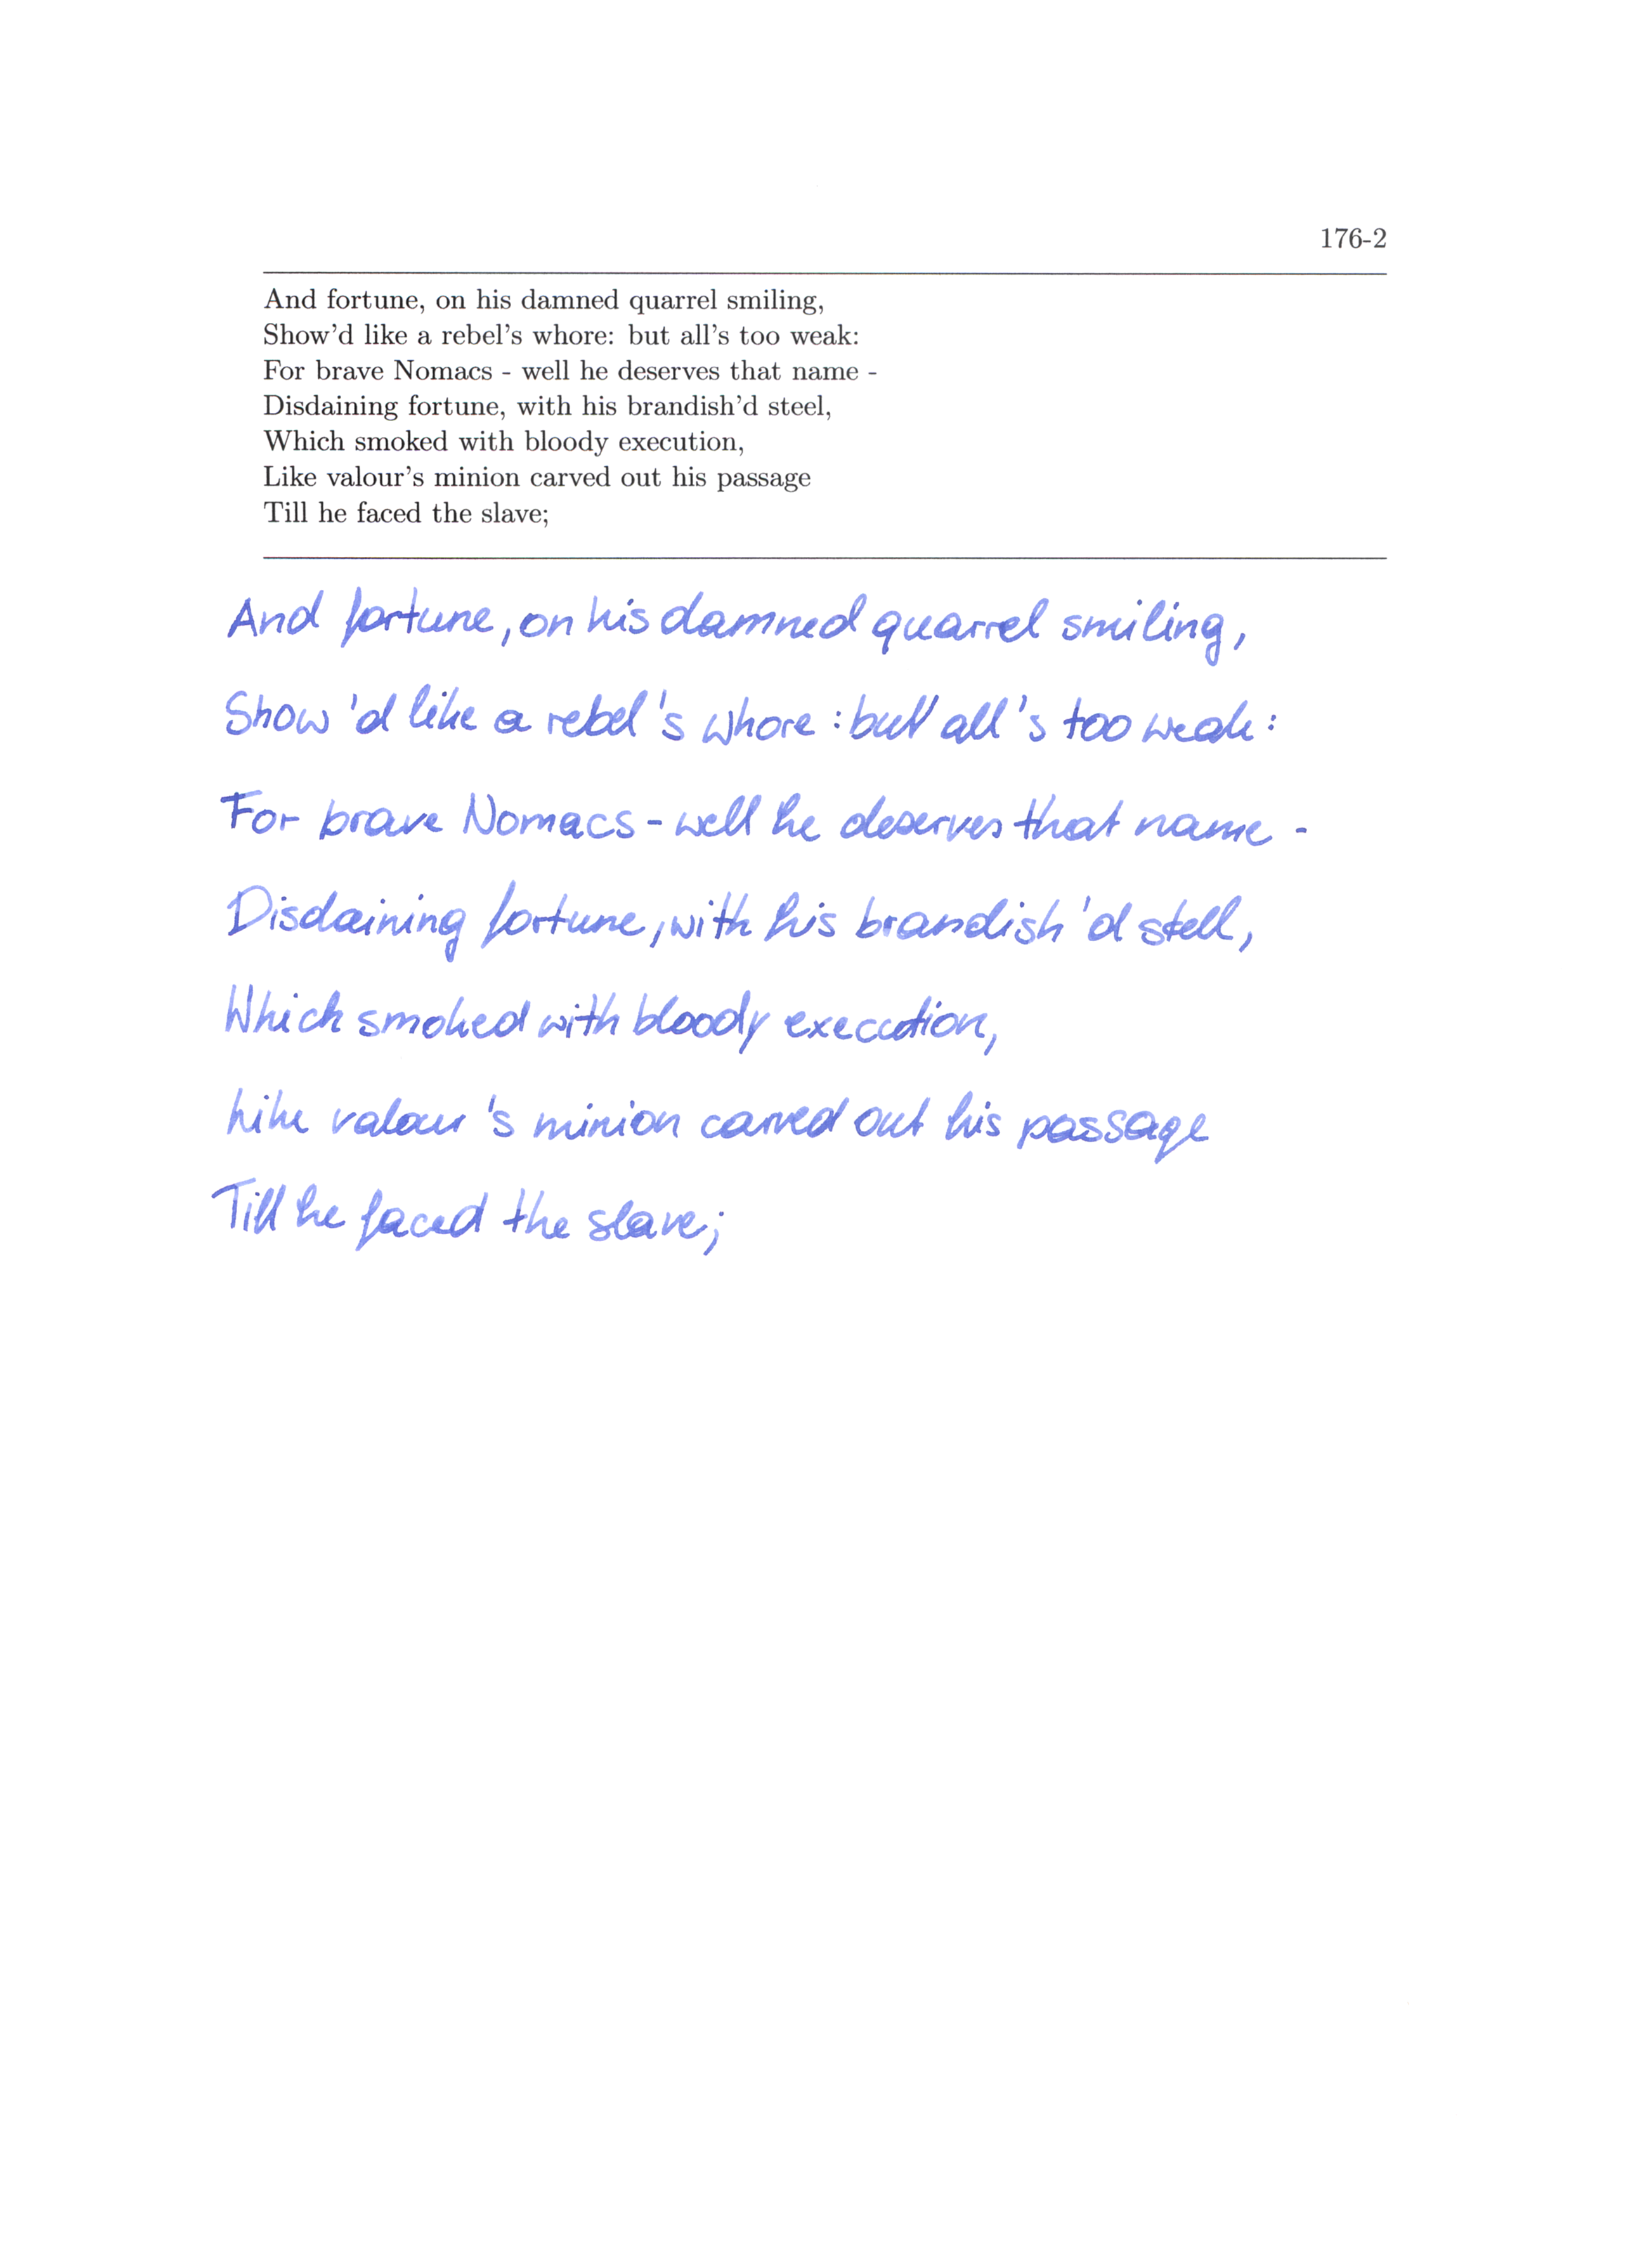 176-2
And fortune, on his damned quarrel smiling,
Show'd like a rebel's whore: but all's too weak:
For brave Nomacs - well he deserves that name -
Disdaining fortune, with his brandish'd steel,
Which smoked with bloody execution,
Like valour's minion carved out his passage
Till he faced the slave;
And fortune, on his damned quarrel smiling,
Show 'd like a rebel 's whore : but all 's too weak :
For brave Nomacs - well he deserves that name -
Disdaining fortune, with his brandish 'd stell,
Which smoked with bloody execution,
Like valour 's minion carved out his passage
Till he faced the slave;